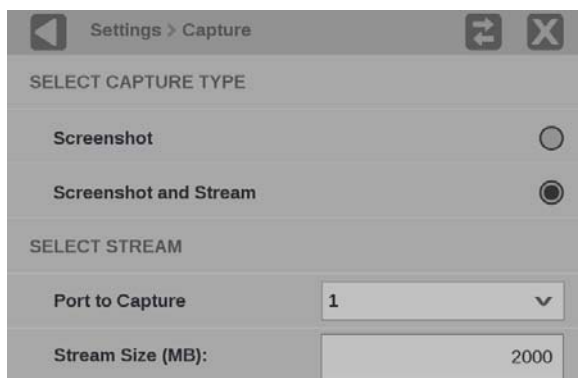 Settings > Capture
SELECT CAPTURE TYPE
Screenshot
Screenshot and Stream
SELECT STREAM
Port to Capture 1
Stream Size (MB): 2000